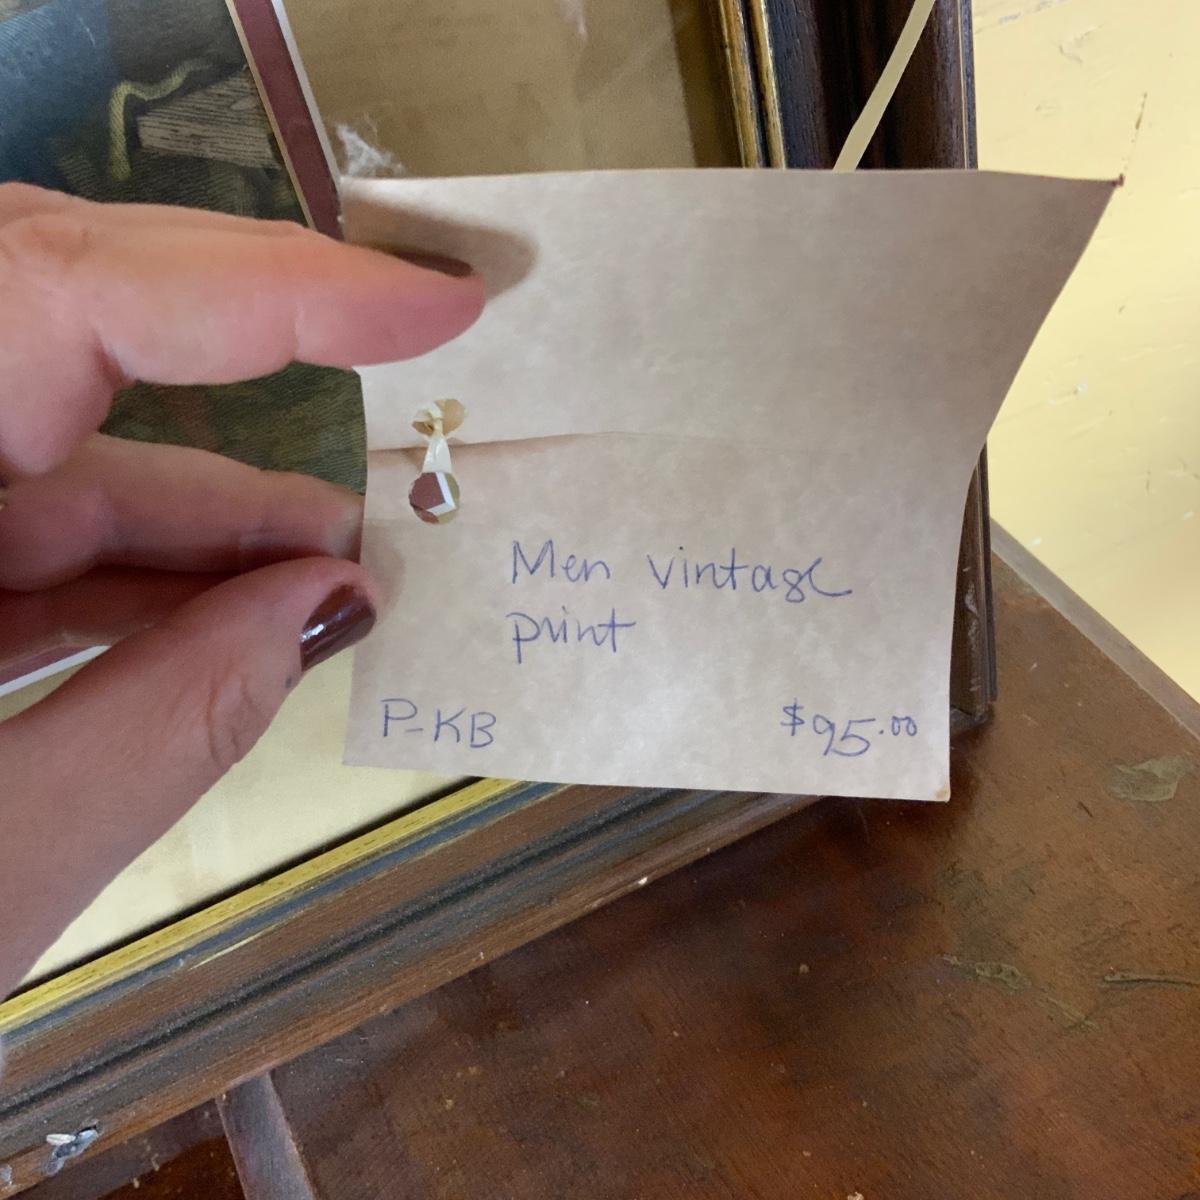 Men vintage
print
P-KB
$95.00